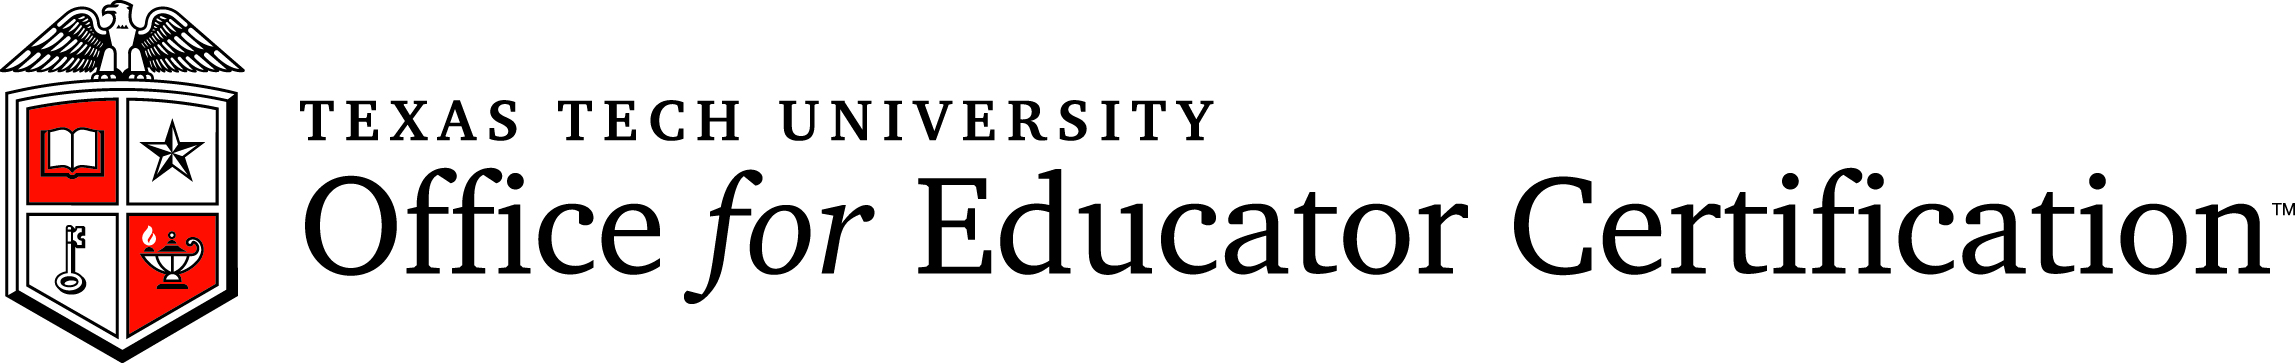 TEXAS TECH UNIVERSITY
Office for Educator Certification™